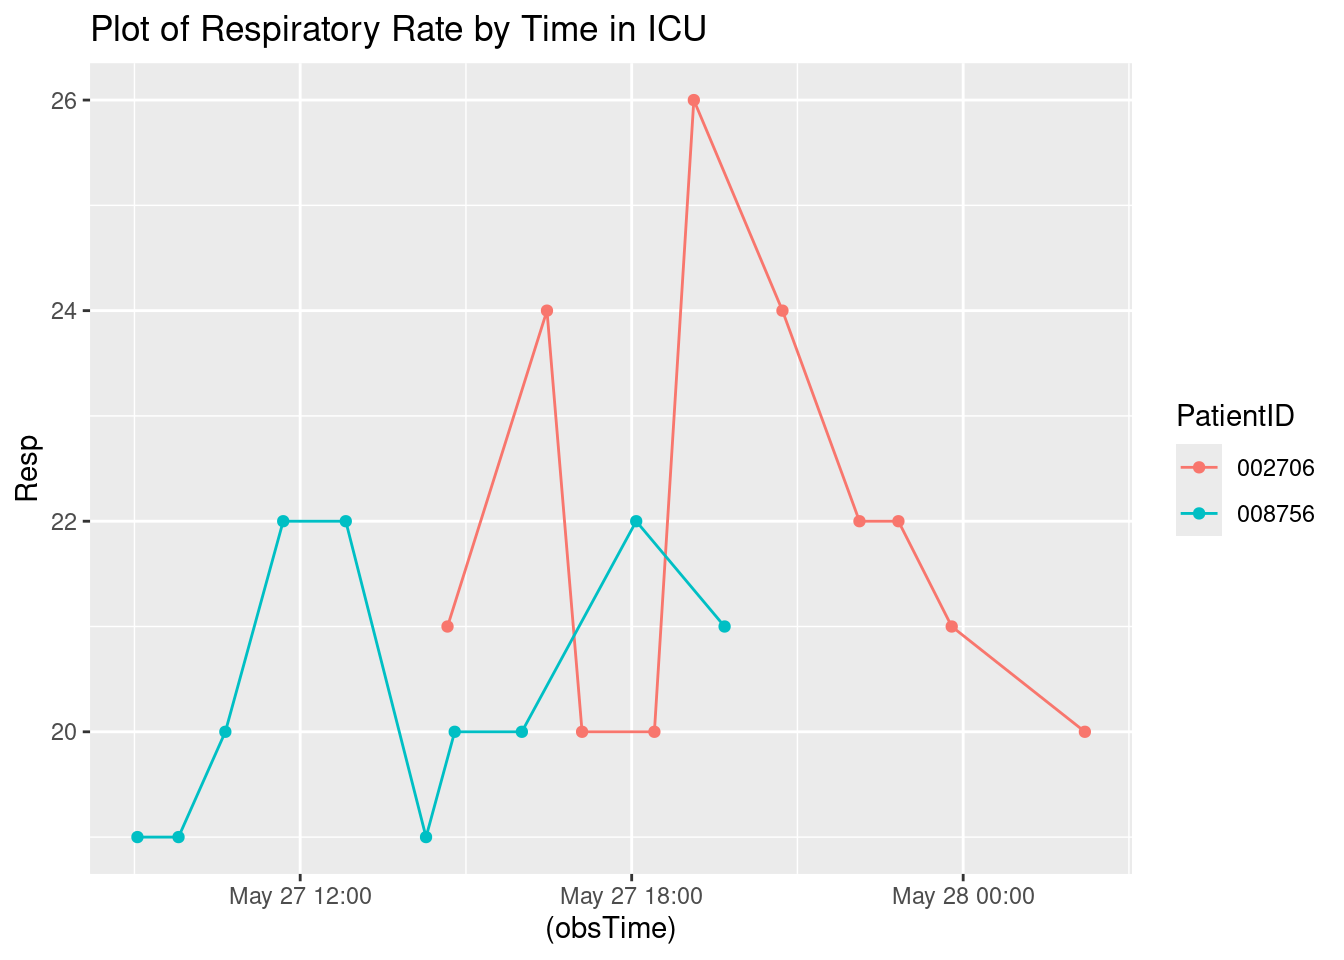 Plot of Respiratory Rate by Time in ICU
26
24
22
20
Resp
May 27 12:00
May 27 18:00
May 28 00:00
(obsTime)
PatientID
002706
008756